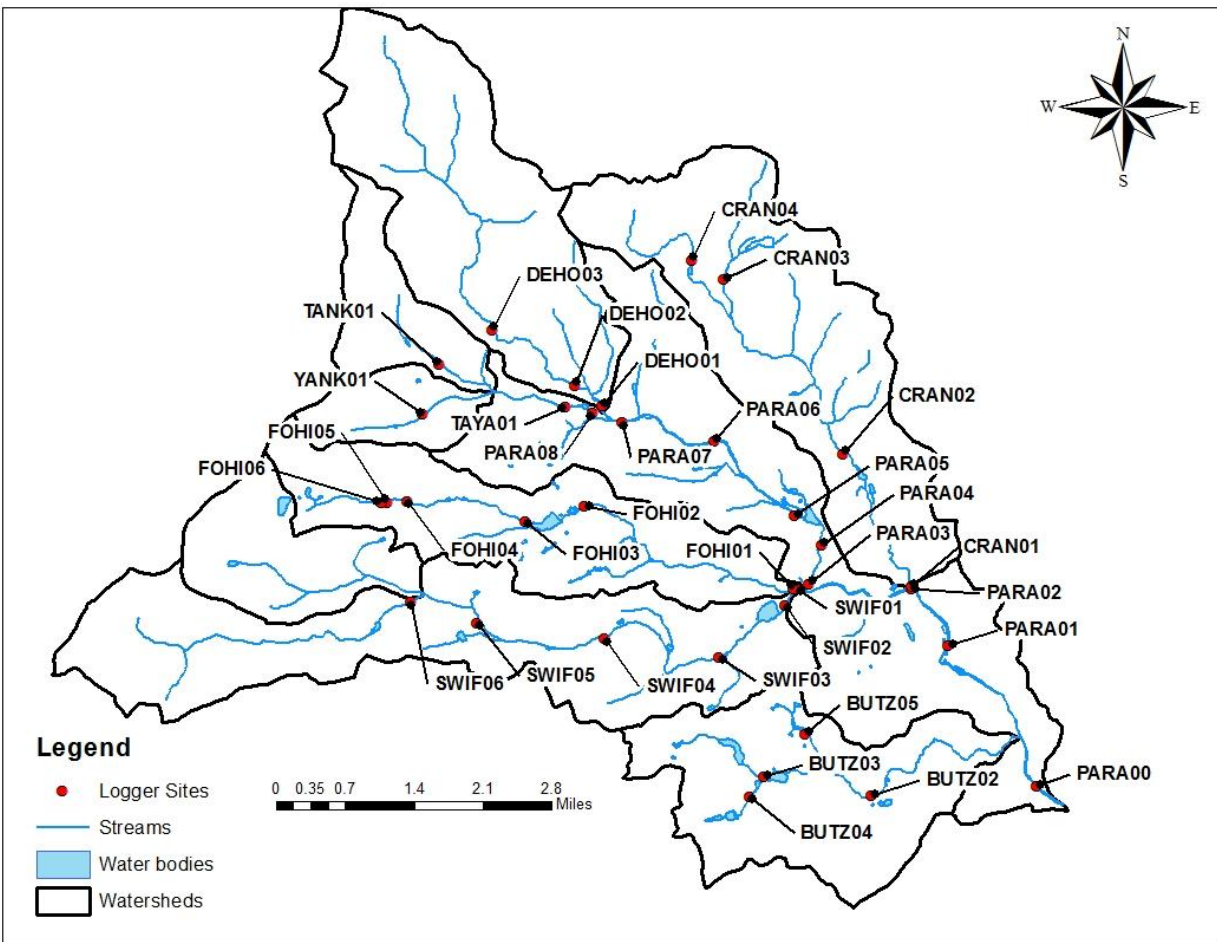 N
W E
S
CRAN04
CRAN03
DEHO03
TANK01
DEHO02
DEHO01
YANK01
CRAN02
TAYA01
PARA06
FOHI05
PARA08
PARA07
PARA05
FOHI06
PARA04
FOHI02
PARA03
FOHI04
FOHI03
FOHI01
CRAN01
PARA02
SWIF01
PARA01
SWIF02
SWIF06
SWIF05
SWIF04
SWIF03
BUTZ05
BUTZ03
BUTZ02
PARA00
BUTZ04
Legend
Logger Sites
Streams
Water bodies
Watersheds
0 0.35 0.7 1.4 2.1 2.8
Miles